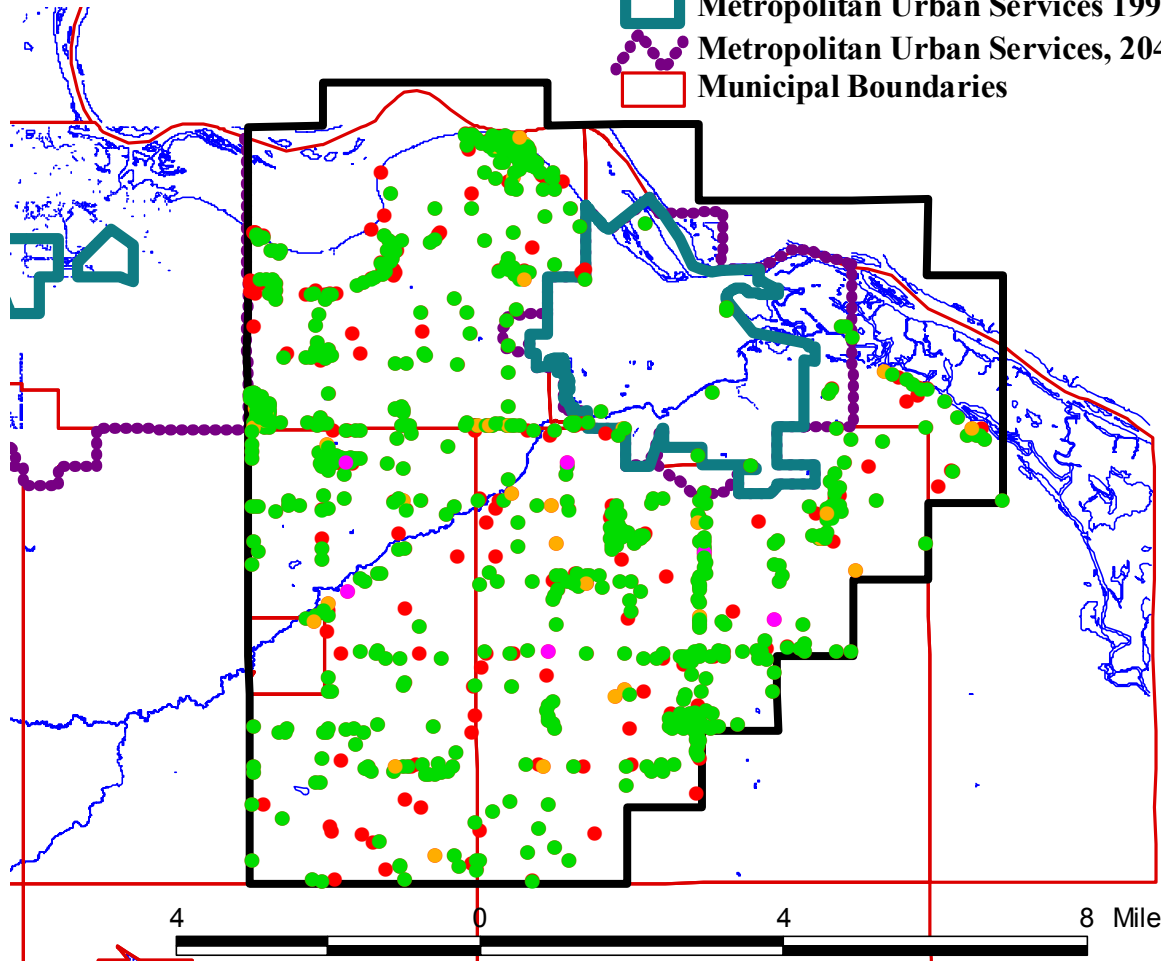 Metropolitan Urban Services 199
Metropolitan Urban Services, 204
Municipal Boundaries
4 0 4 8 Mile